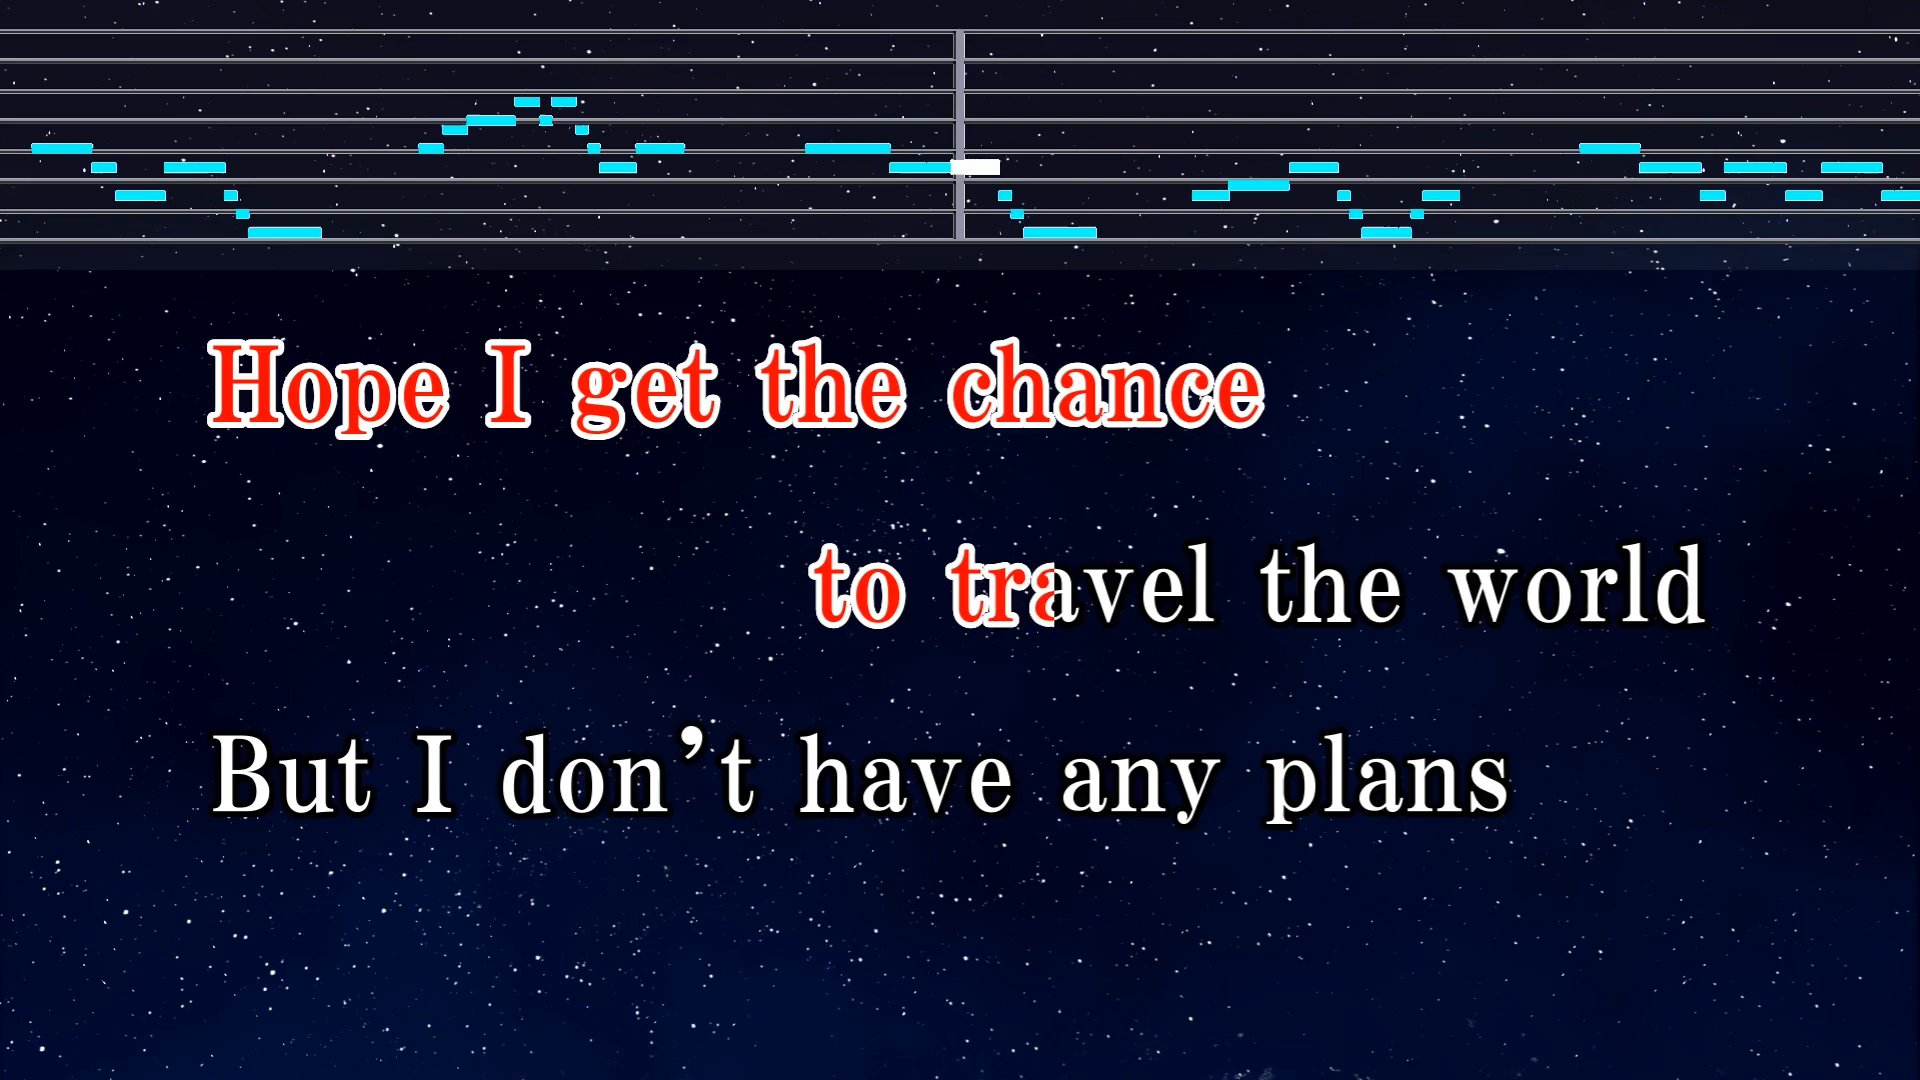 Hope I get the chance
to travel the world
But I don’t have any plans